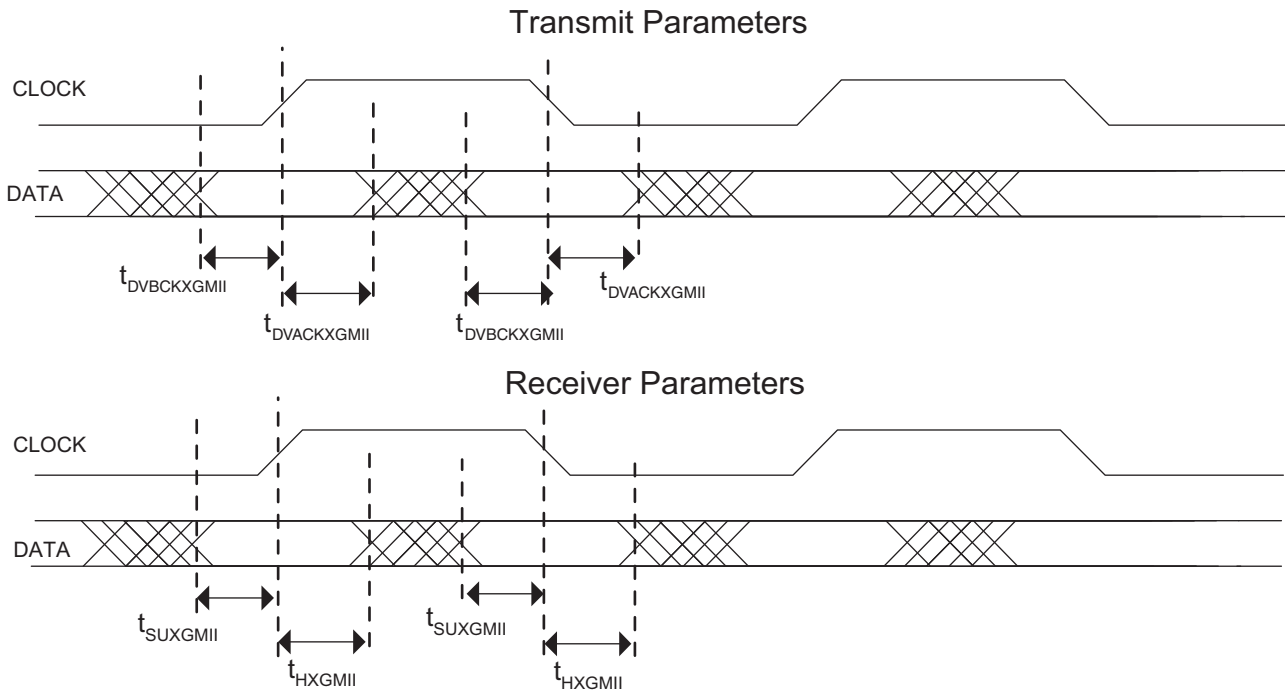 Transmit Parameters
CLOCK
DATA
tDVBCKXGMII
tDVACKXGMII
tDVACKXGMII
tDVBCKXGMII
Receiver Parameters
CLOCK
DATA
tSUXGMII
tSUXGMII
tHXGMII
tHXGMII